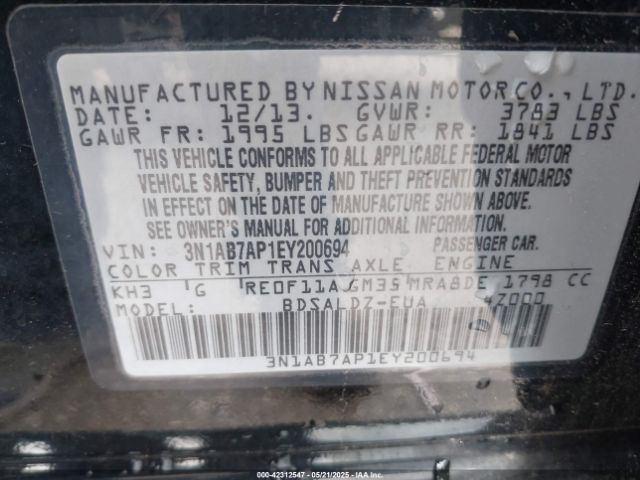 MANUFACTURED BY NISSAN MOTOR CO., LTD.
DATE: 12/13. GVWR: 3783 LBS
GAWR FR: 1995 LBS GAWR RR: 1841 LBS
THIS VEHICLE CONFORMS TO ALL APPLICABLE FEDERAL MOTOR
VEHICLE SAFETY, BUMPER AND THEFT PREVENTION STANDARDS
IN EFFECT ON THE DATE OF MANUFACTURE SHOWN ABOVE.
SEE OWNER'S MANUAL FOR ADDITIONAL INFORMATION.
VIN: 3N1AB7AP1EY200694 PASSENGER CAR.
COLOR TRIM TRANS AXLE ENGINE
KH3 G RE0F11A GM35 MRA8DE 1798 CC
MODEL: BDSALDZ-EUA 4Z000
3N1AB7AP1EY200694
000-42312547 - 05/21/2025 - IAAI.COM